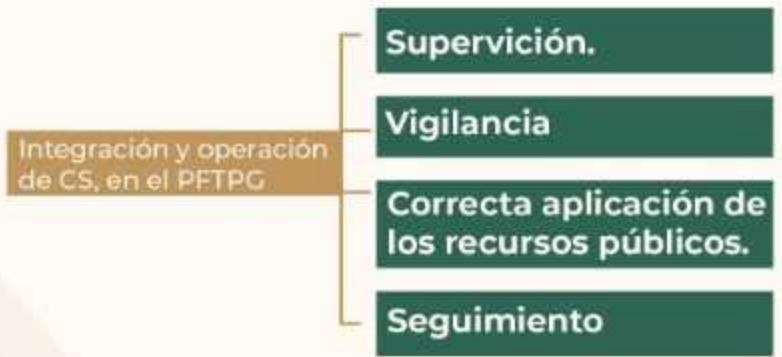 Supervición.
Vigilancia
Integración y operación
de CS, en el PFTPG
Correcta aplicación de
los recursos públicos.
Seguimiento